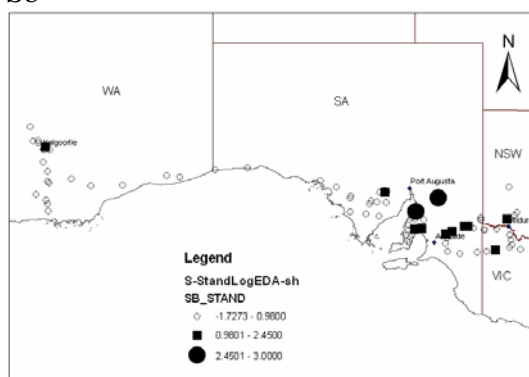 N
WA
SA
NSW
Port Augusta
VIC
Legend
S-StandLogEDA-sh
SB_STAND
-1.7273 - 0.9800
0.9801 - 2.4500
2.4501 - 3.0000